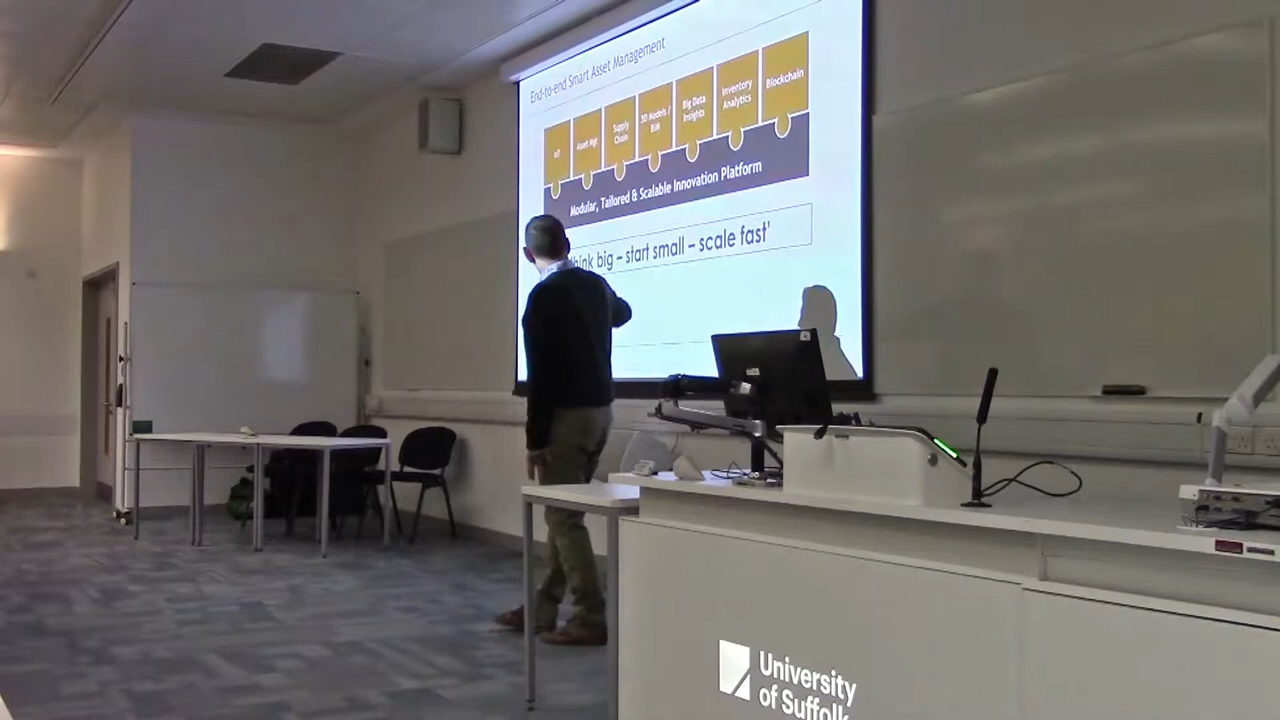 End-to-end Smart Asset Management
IoT
Asset Mgt
Supply
Chain
3D Models /
BIM
Big Data
Insights
Inventory
Analytics
Blockchain
Modular, Tailored & Scalable Innovation Platform
hink big – start small – scale fast'
University
of Suffolk